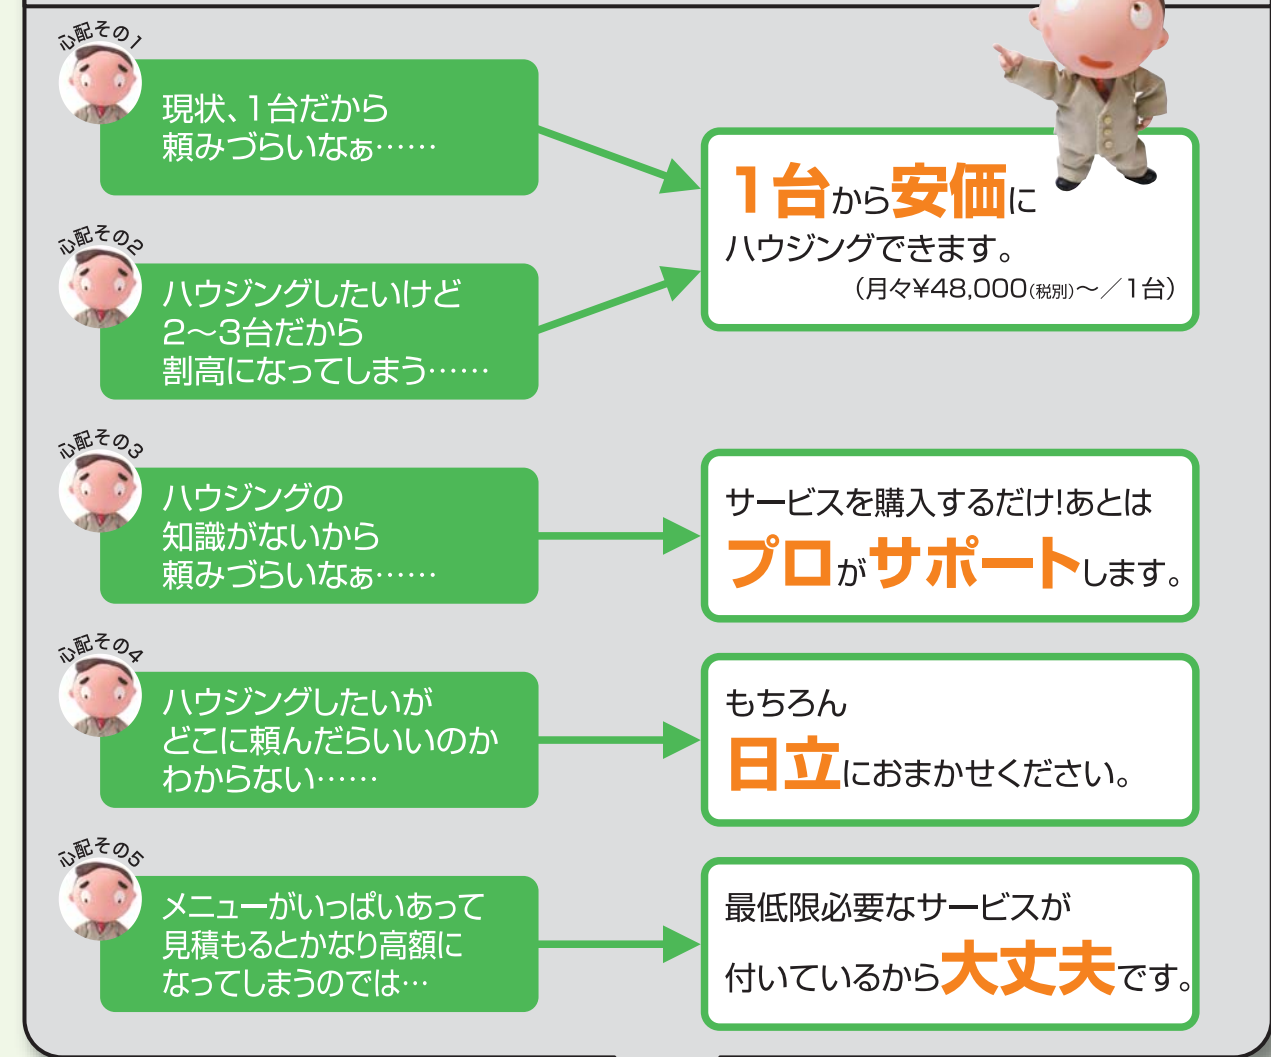 心配その1
現状、1台だから
頼みづらいなぁ……
心配その2
ハウジングしたいけど
2〜3台だから
割高になってしまう……
1台から安価に
ハウジングできます。
（月々¥48,000（税別）〜／1台）
心配その3
ハウジングの
知識がないから
頼みづらいなぁ……
サービスを購入するだけ!あとは
プロがサポートします。
心配その4
ハウジングしたいが
どこに頼んだらいいのか
わからない……
もちろん
日立におまかせください。
心配その5
メニューがいっぱいあって
見積もるとかなり高額に
なってしまうのでは…
最低限必要なサービスが
付いているから大丈夫です。